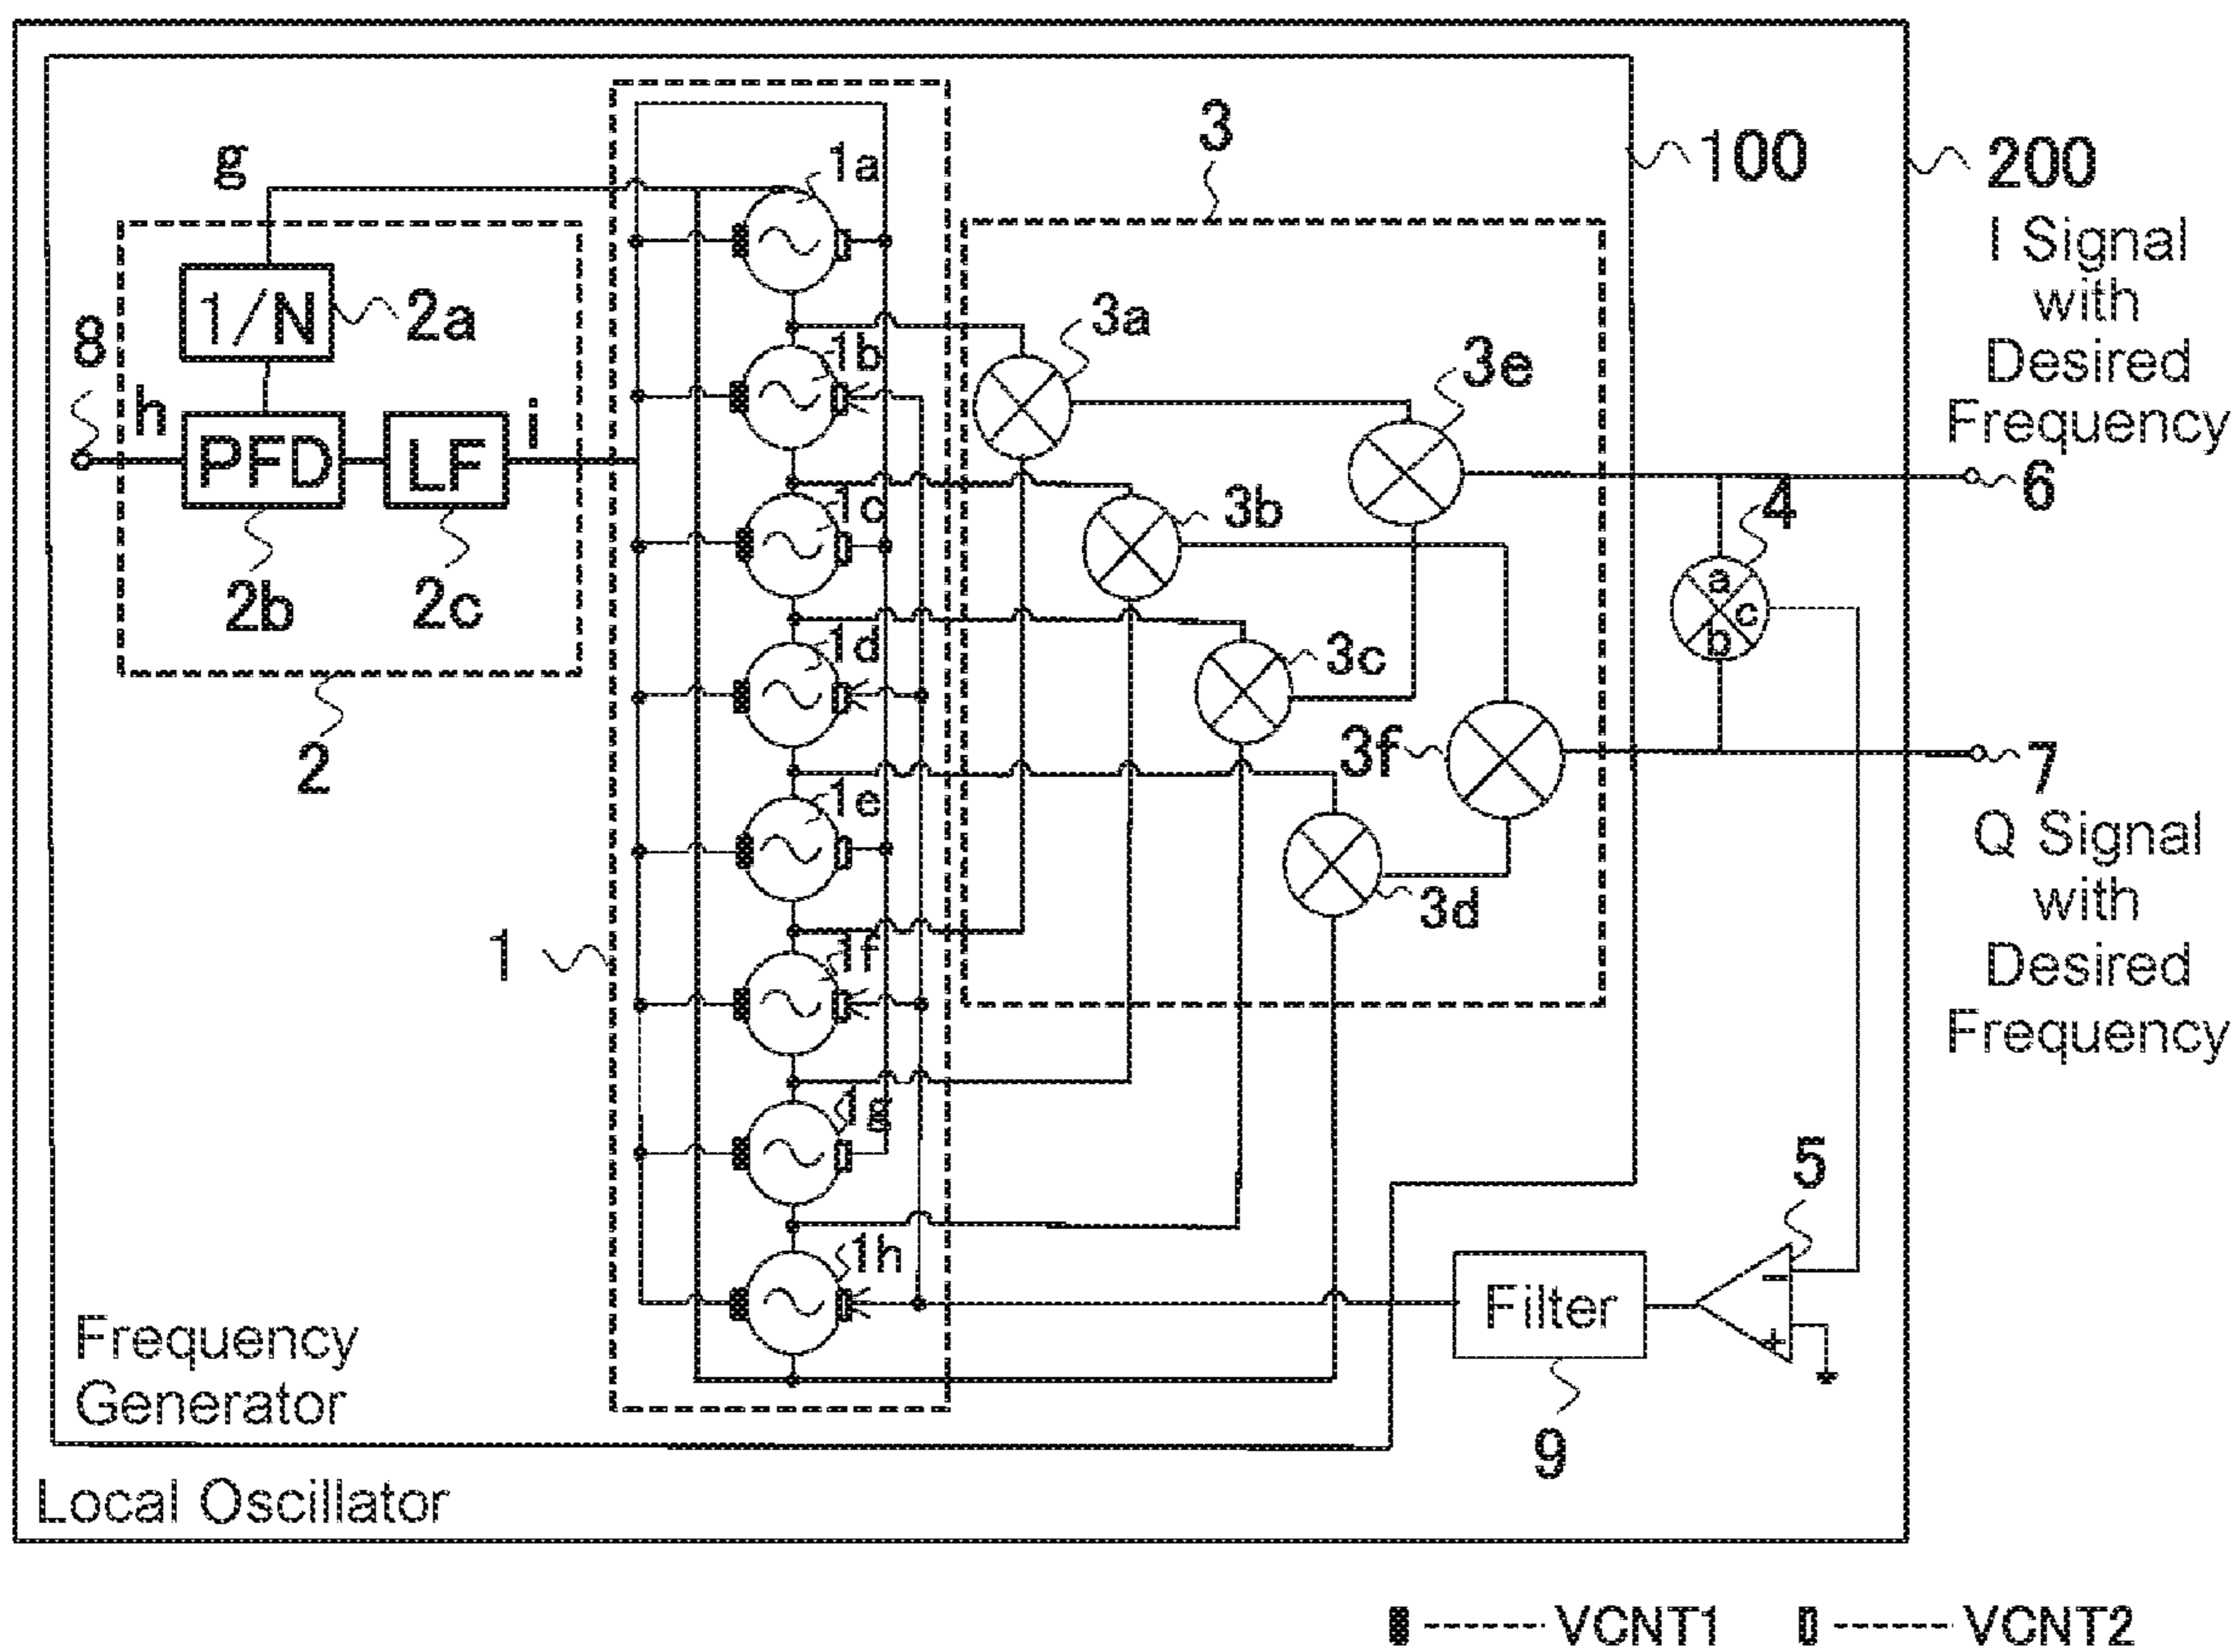 1a
3
100
200
g
I Signal
with
Desired
Frequency
1/N
2a
8
h
PFD
LF
i
2b
2c
2
1b
1c
1d
1e
1f
1g
1h
1
3a
3e
3b
3c
3f
3d
4
a
c
b
6
7
Q Signal
with
Desired
Frequency
5
−
+
Filter
9
Frequency
Generator
Local Oscillator
VCNT1
VCNT2